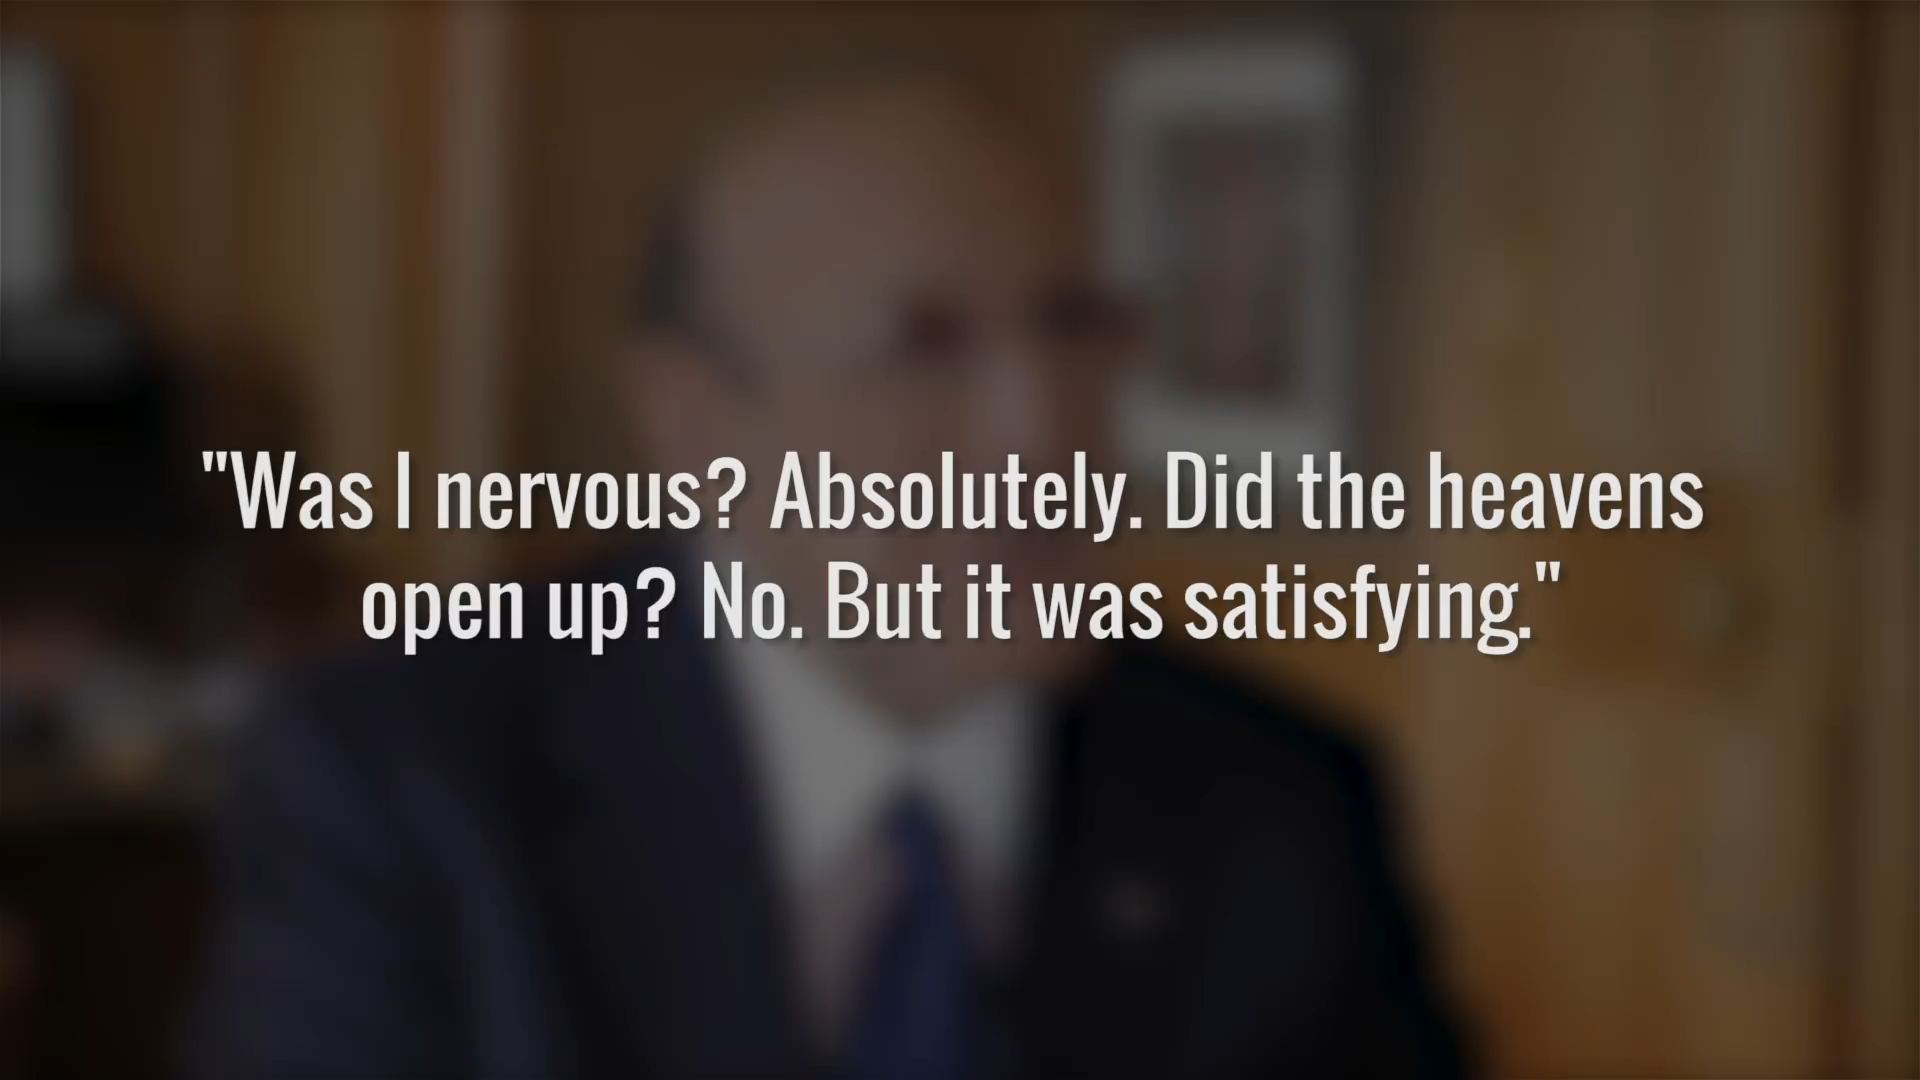 "Was I nervous? Absolutely. Did the heavens
open up? No. But it was satisfying."